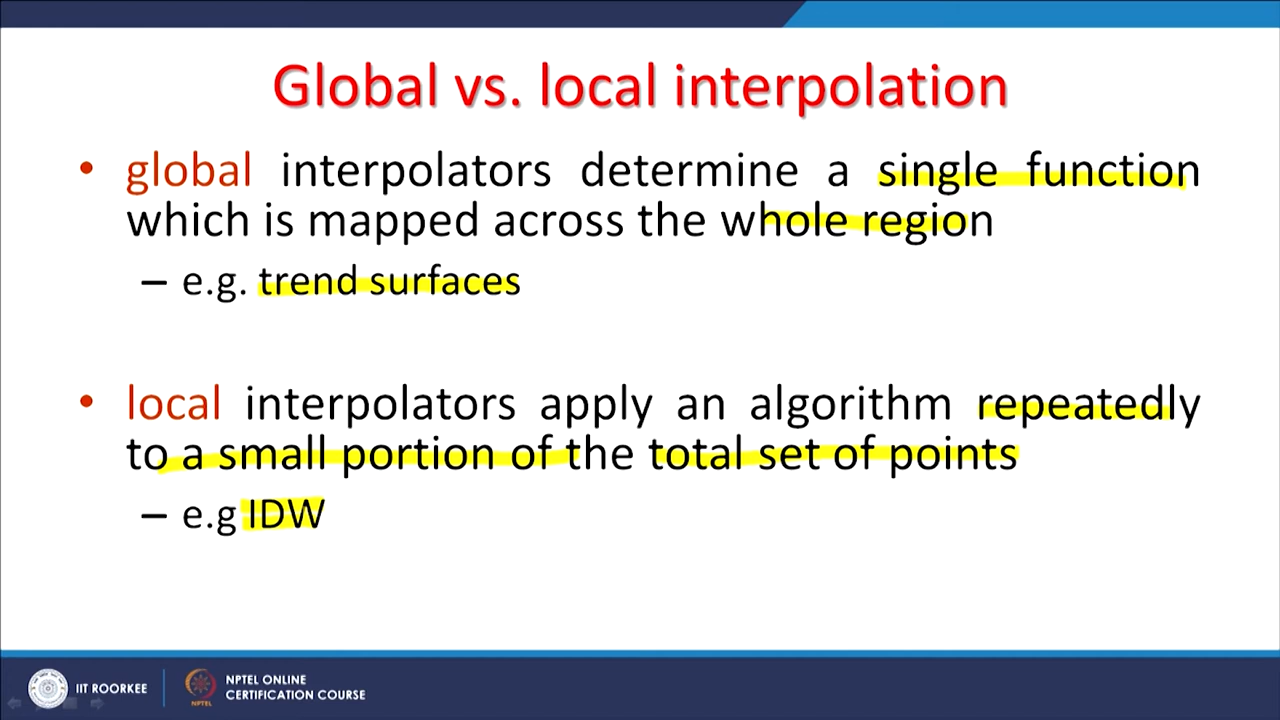 Global vs. local interpolation
• global interpolators determine a single function
which is mapped across the whole region
– e.g. trend surfaces
• local interpolators apply an algorithm repeatedly
to a small portion of the total set of points
– e.g IDW
IIT ROORKEE
NPTEL
NPTEL ONLINE
CERTIFICATION COURSE